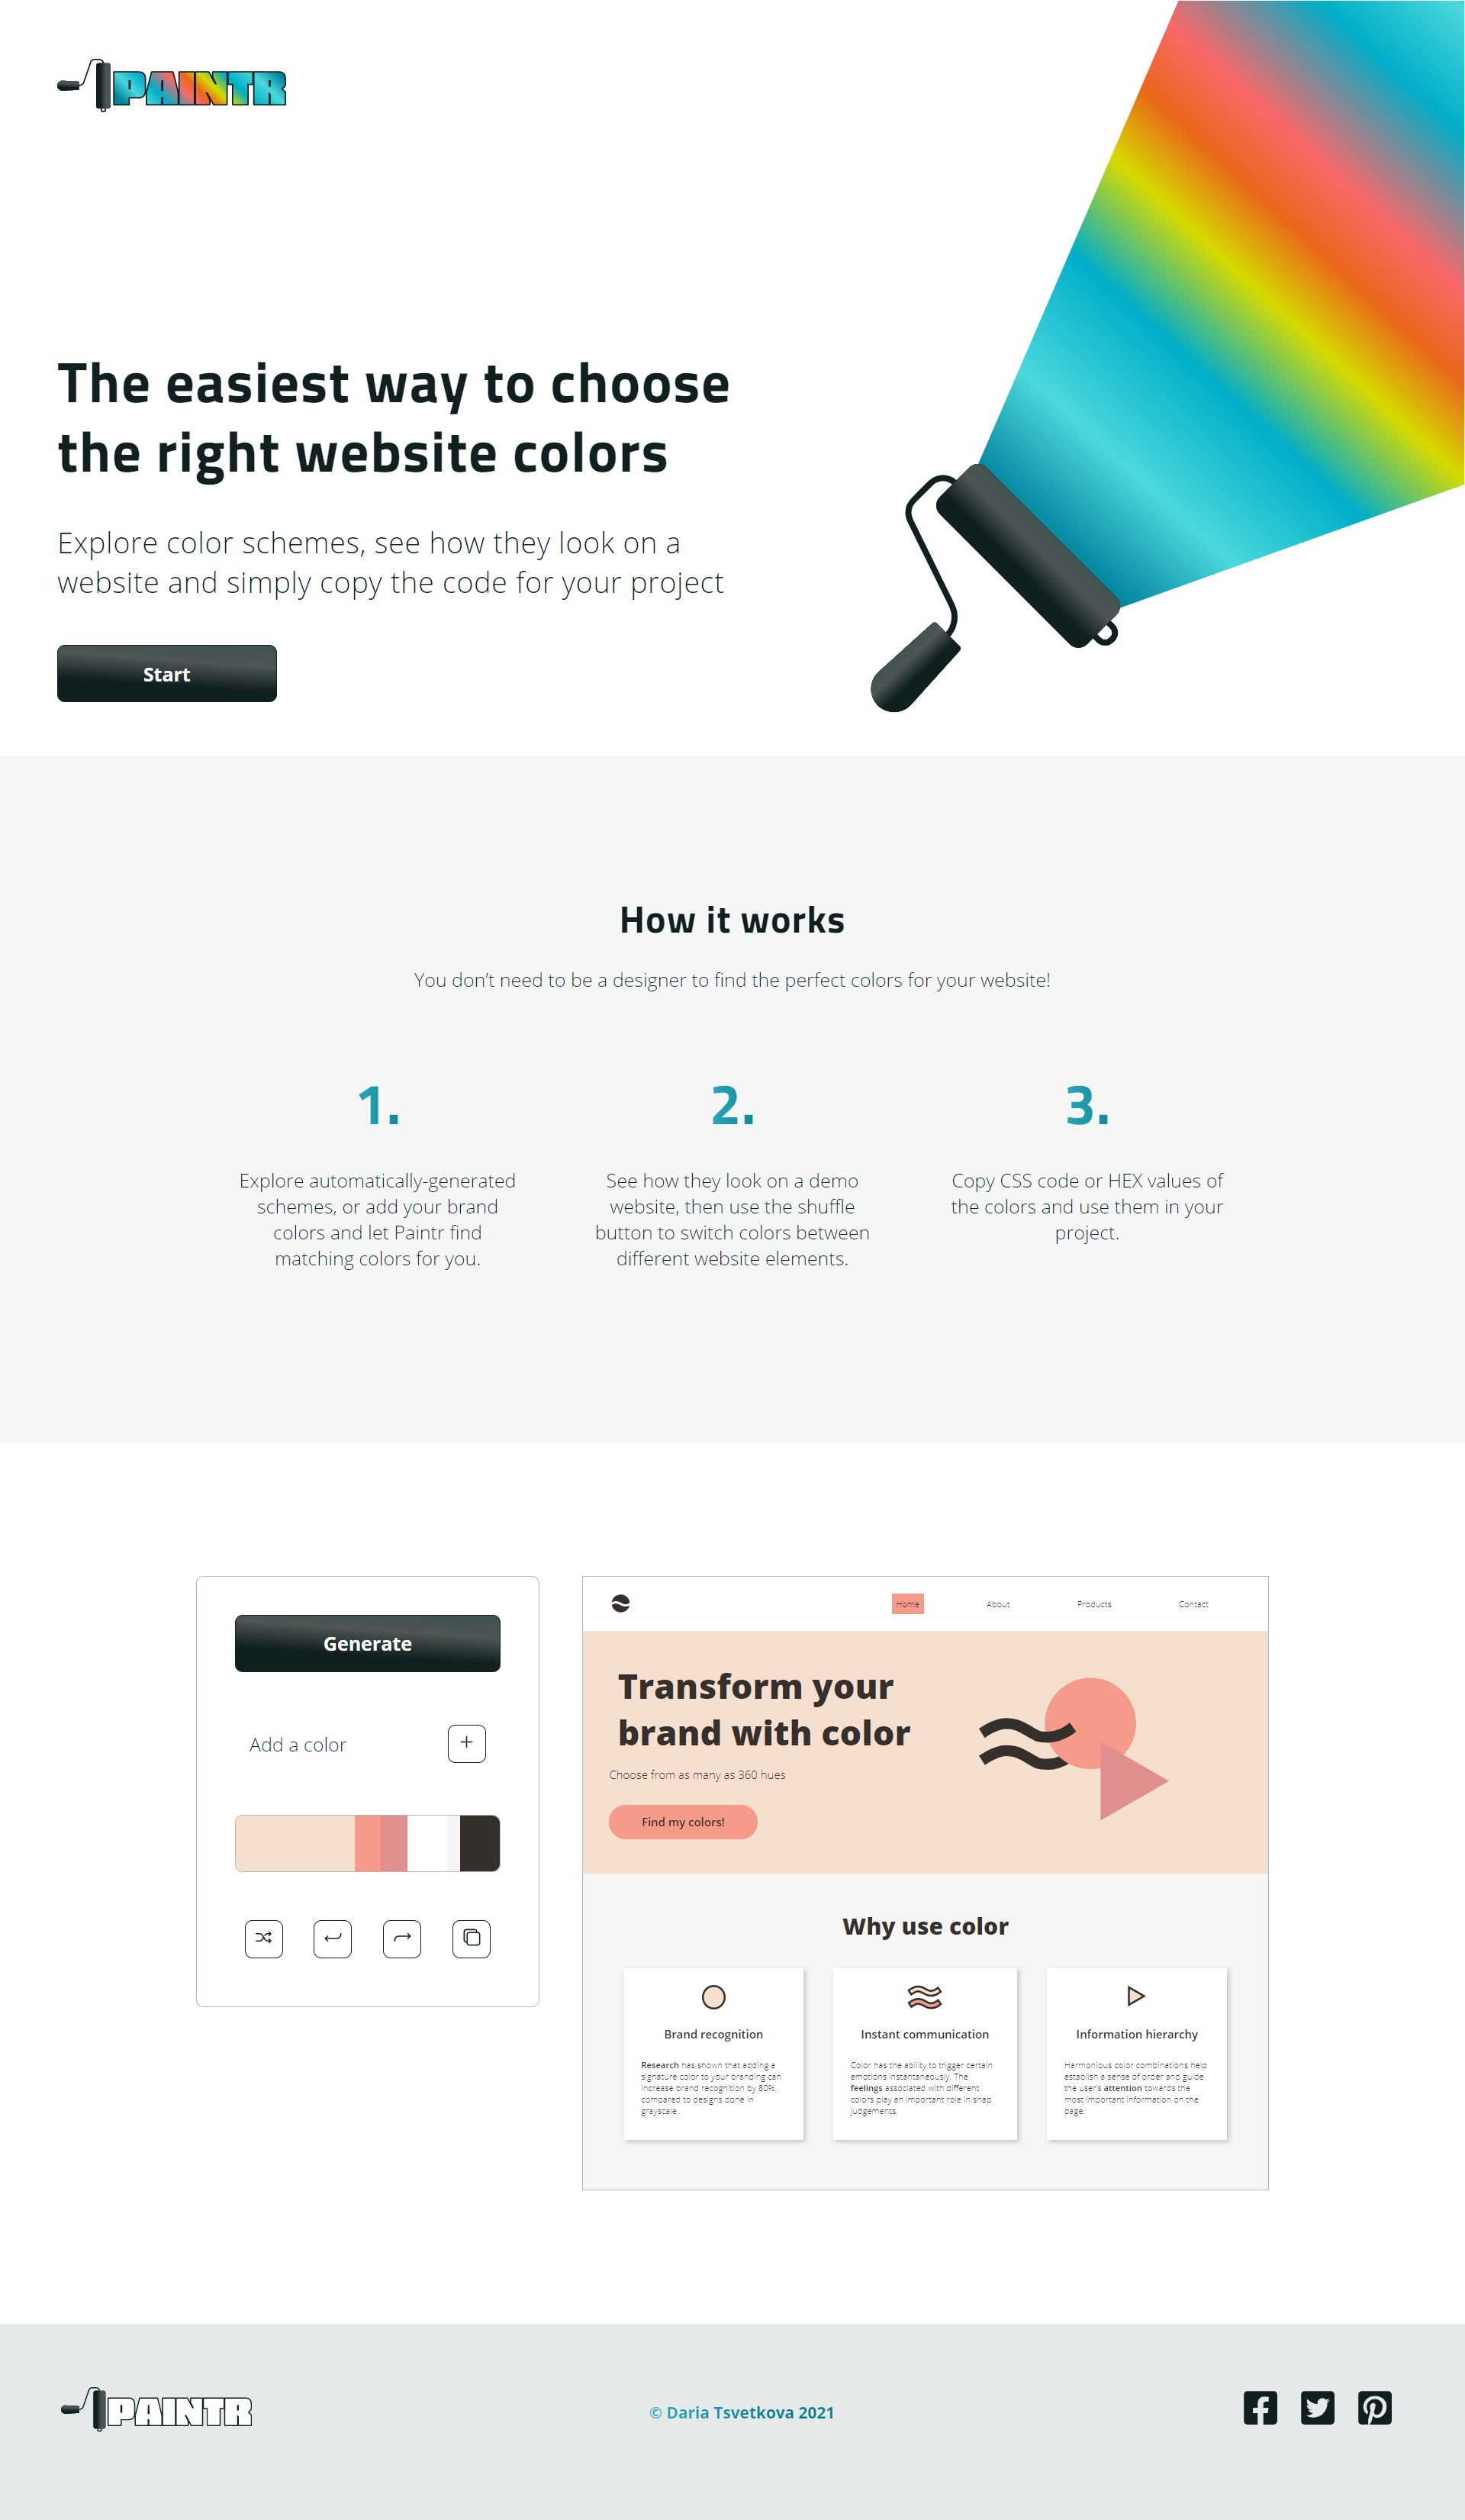 PAINTR
The easiest way to choose
the right website colors
Explore color schemes, see how they look on a
website and simply copy the code for your project
Start
How it works
You don’t need to be a designer to find the perfect colors for your website!
1.
Explore automatically-generated
schemes, or add your brand
colors and let Paintr find
matching colors for you.
2.
See how they look on a demo
website, then use the shuffle
button to switch colors between
different website elements.
3.
Copy CSS code or HEX values of
the colors and use them in your
project.
Generate
Add a color
Home
About
Products
Contact
Transform your
brand with color
Choose from as many as 360 hues
Find my colors!
Why use color
Brand recognition
Research has shown that adding a
signature color to your branding can
increase brand recognition by 80%,
compared to designs done in
grayscale.
Instant communication
Color has the ability to trigger certain
emotions instantaneously. The
feelings associated with different
colors play an important role in snap
judgements.
Information hierarchy
Harmonious color combinations help
establish a sense of order and guide
the user's attention towards the
most important information on the
page.
PAINTR
© Daria Tsvetkova 2021